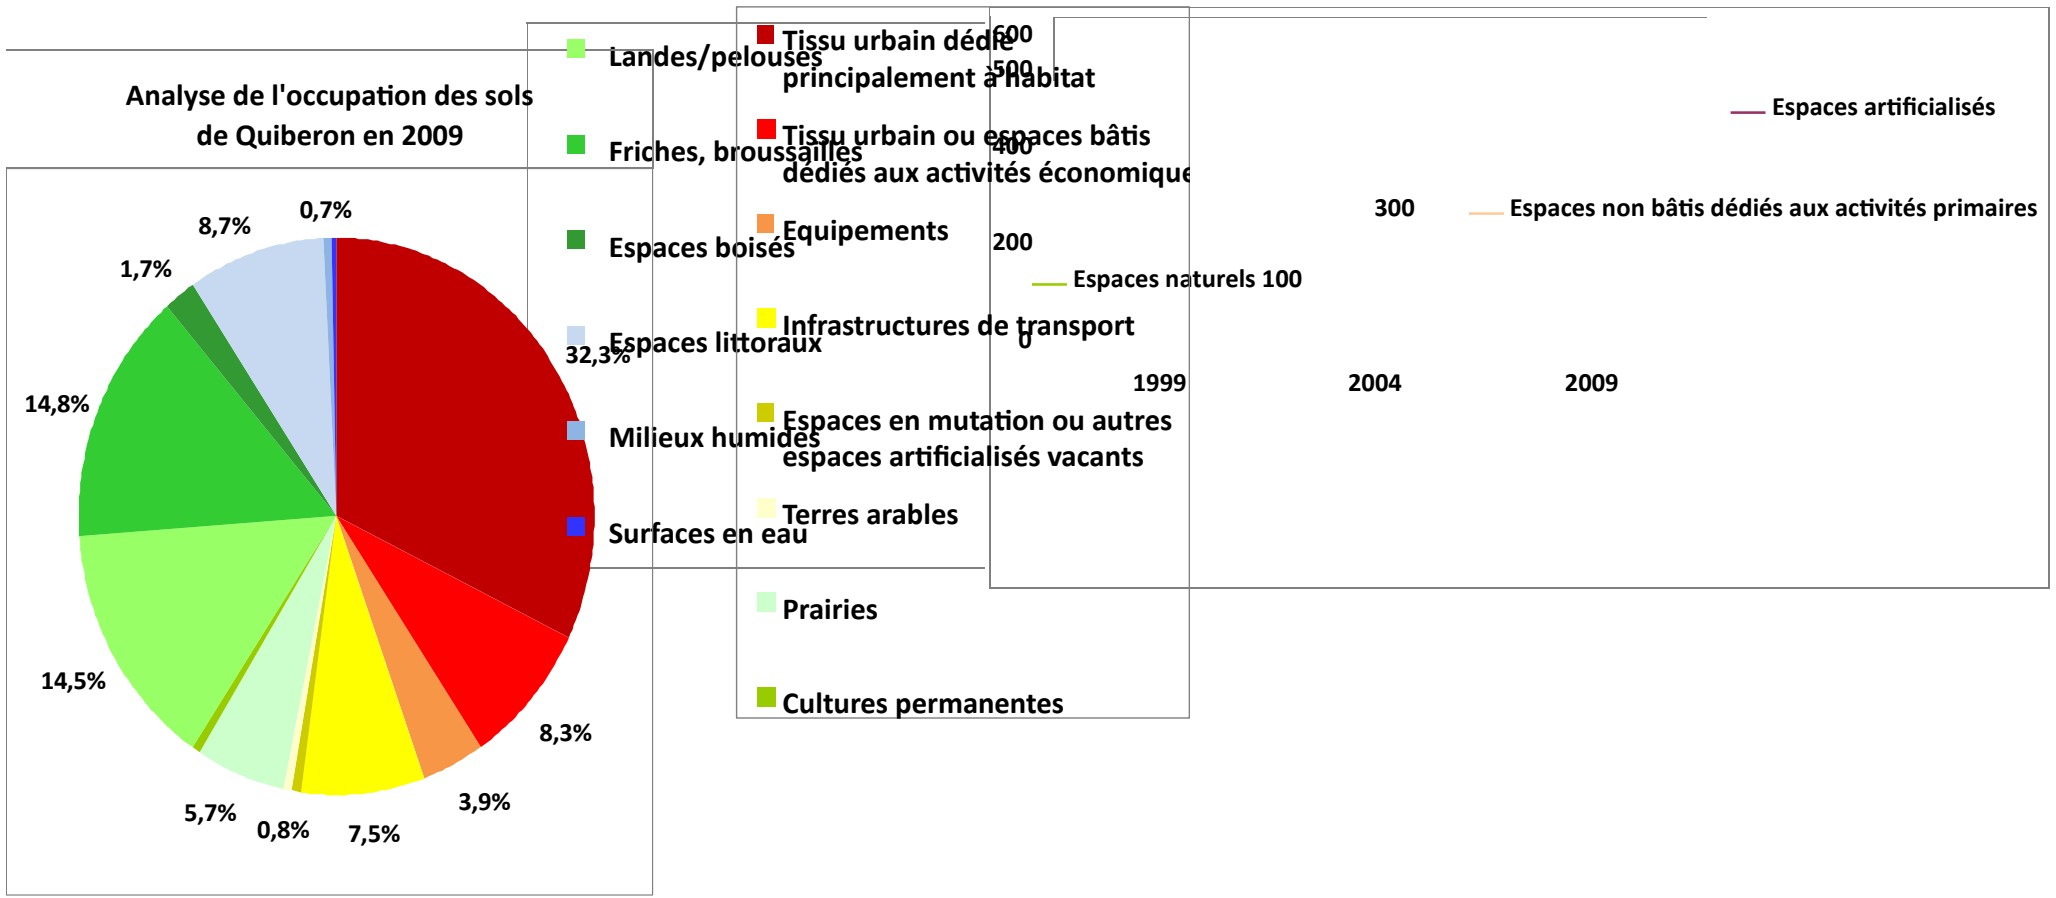 Analyse de l'occupation des sols
de Quiberon en 2009
0,7%
8,7%
1,7%
14,8%
14,5%
5,7%
0,8%
7,5%
3,9%
8,3%
32,3%
Landes/pelouses
Friches, broussailles
Espaces boisés
Espaces littoraux
Milieux humides
Surfaces en eau
Tissu urbain dédié
principalement à habitat
Tissu urbain ou espaces bâtis
dédiés aux activités économique
Equipements
Infrastructures de transport
Espaces en mutation ou autres
espaces artificialisés vacants
Terres arables
Prairies
Cultures permanentes
600
500
Espaces artificialisés
400
300 Espaces non bâtis dédiés aux activités primaires
200
Espaces naturels 100
0
1999 2004 2009